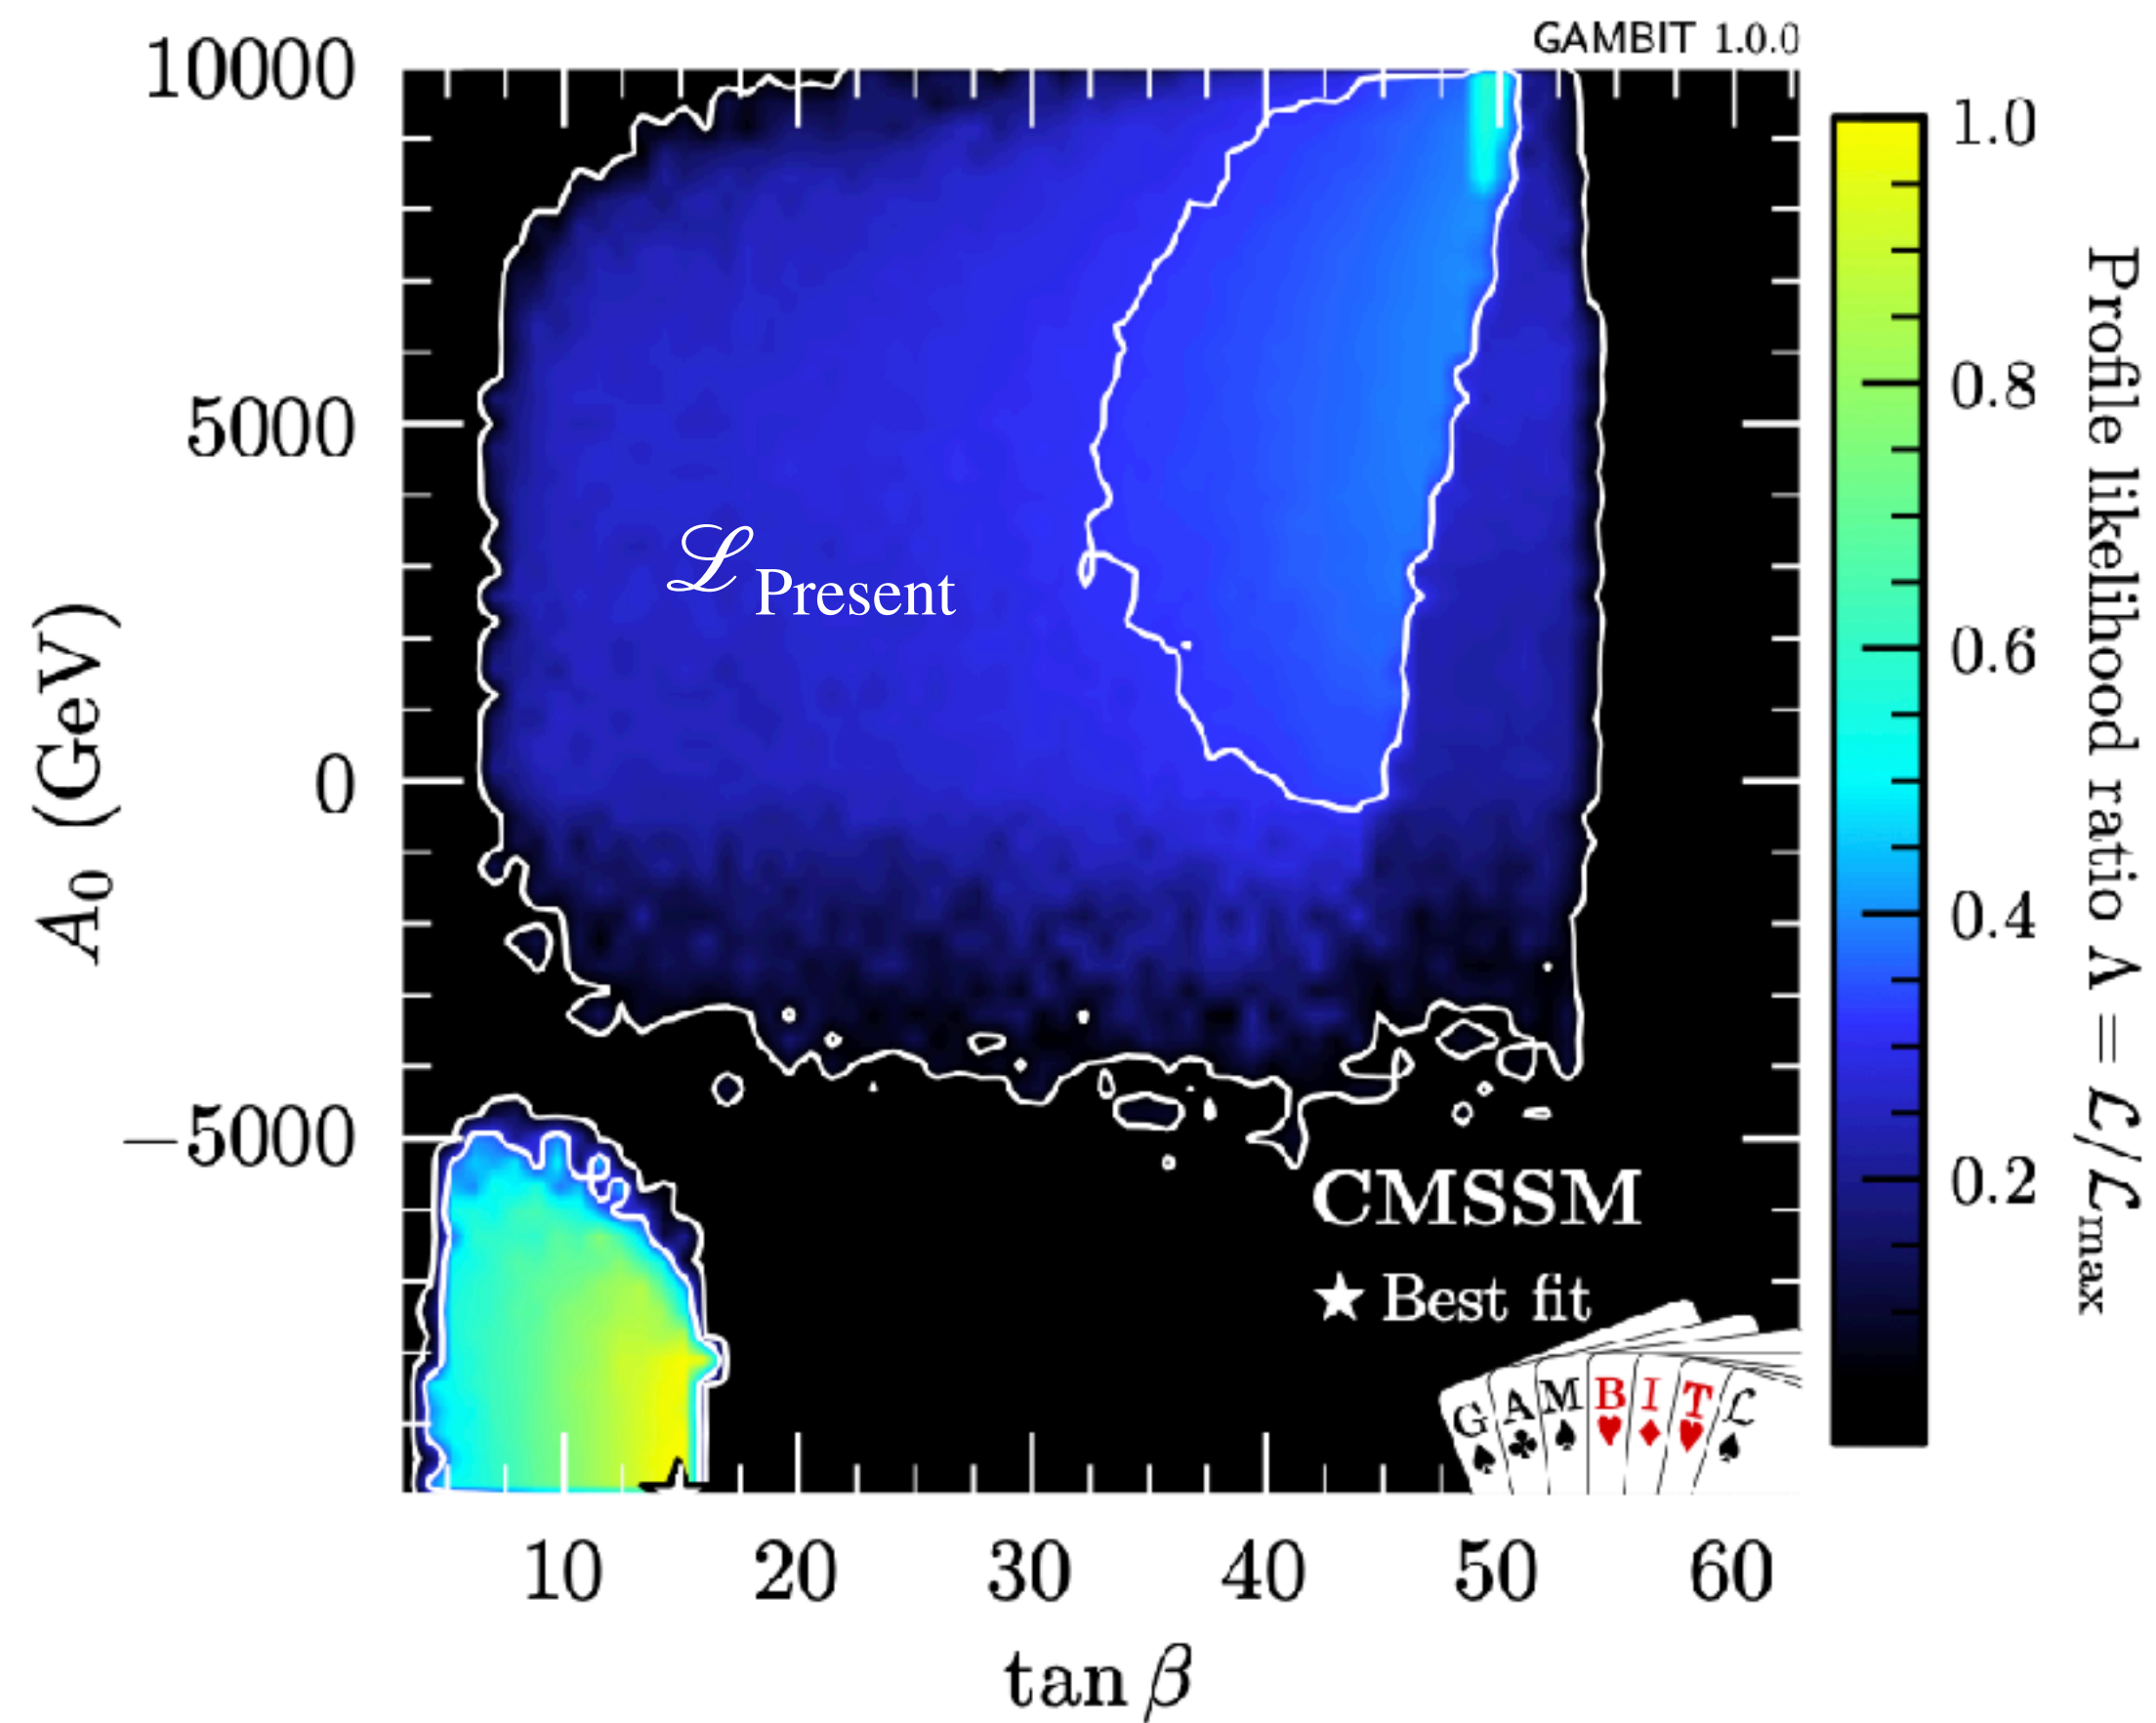 GAMBIT 1.0.0
10000
5000
0
−5000
A₀ (GeV)
ℒ Present
CMSSM
★ Best fit
G A M B I T ℒ
10 20 30 40 50 60
tan β
1.0
0.8
0.6
0.4
0.2
Profile likelihood ratio Λ = ℒ/ℒmax